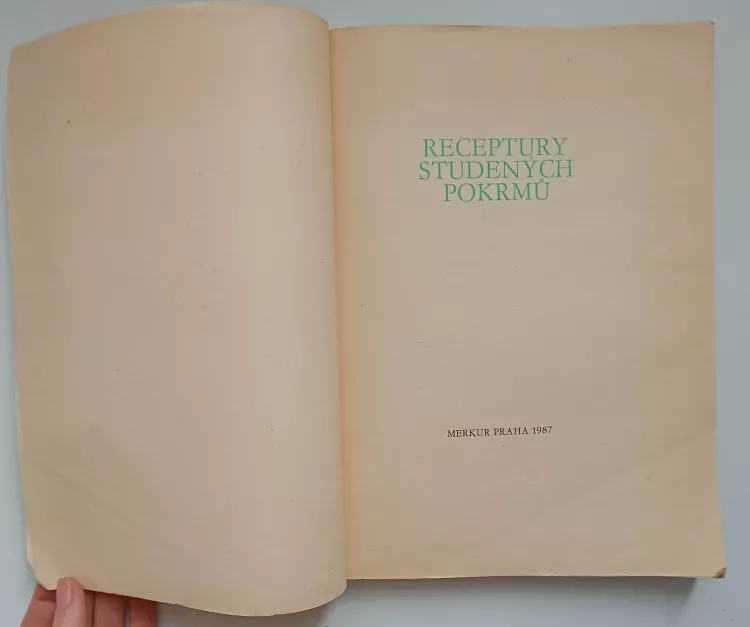 RECEPTURY
STUDENÝCH
POKRMŮ
MERKUR PRAHA 1987